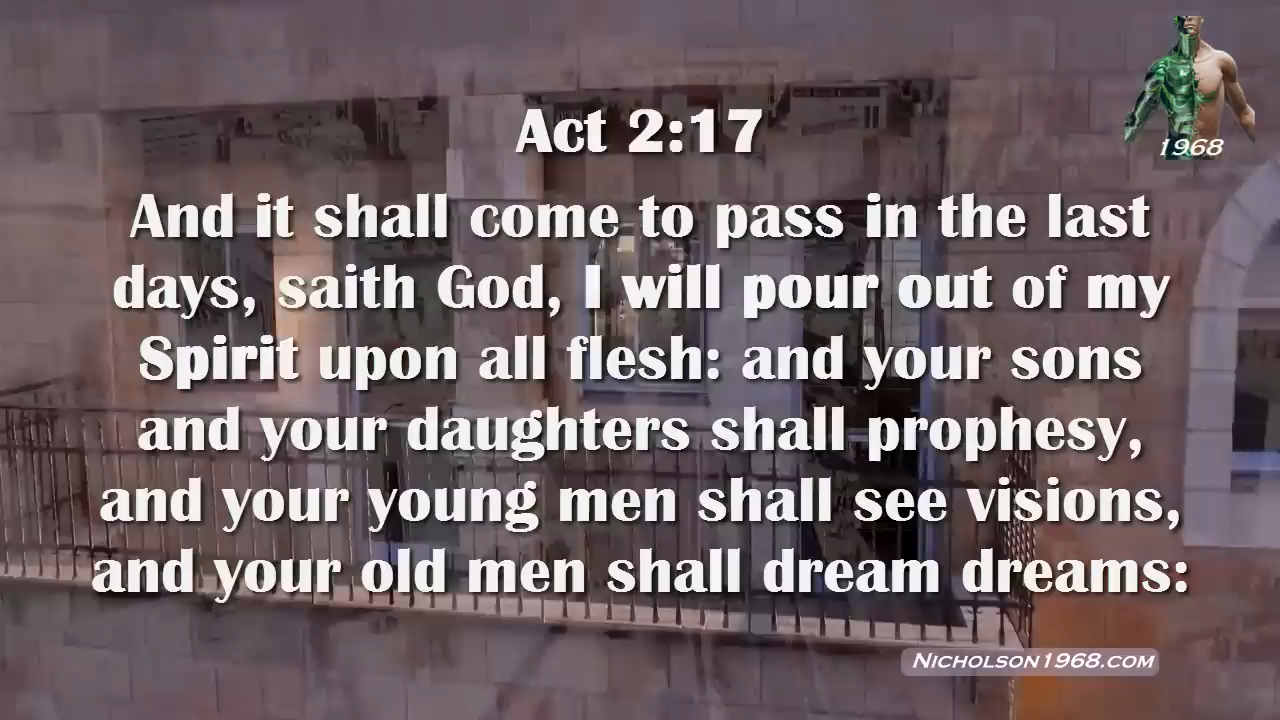 1968
Act 2:17
And it shall come to pass in the last
days, saith God, I will pour out of my
Spirit upon all flesh: and your sons
and your daughters shall prophesy,
and your young men shall see visions,
and your old men shall dream dreams:
Nicholson1968.com